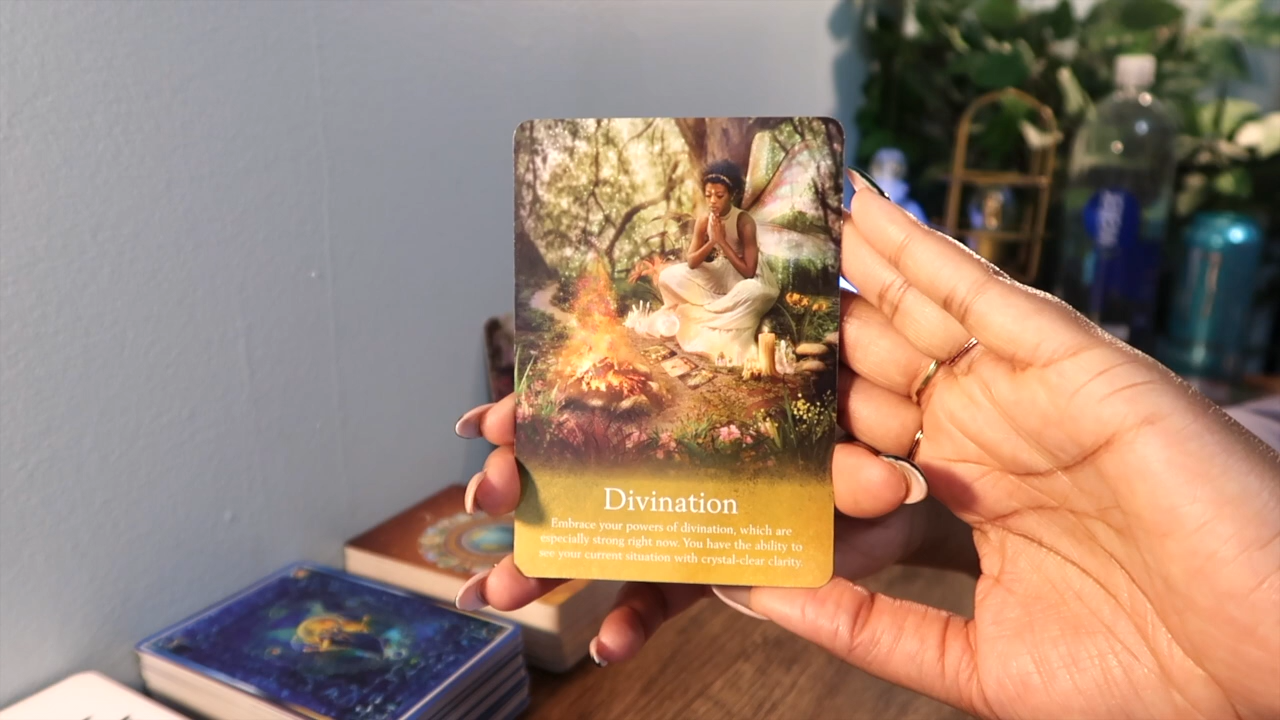 Divination
Embrace your powers of divination, which are
especially strong right now. You have the ability to
see your current situation with crystal-clear clarity.